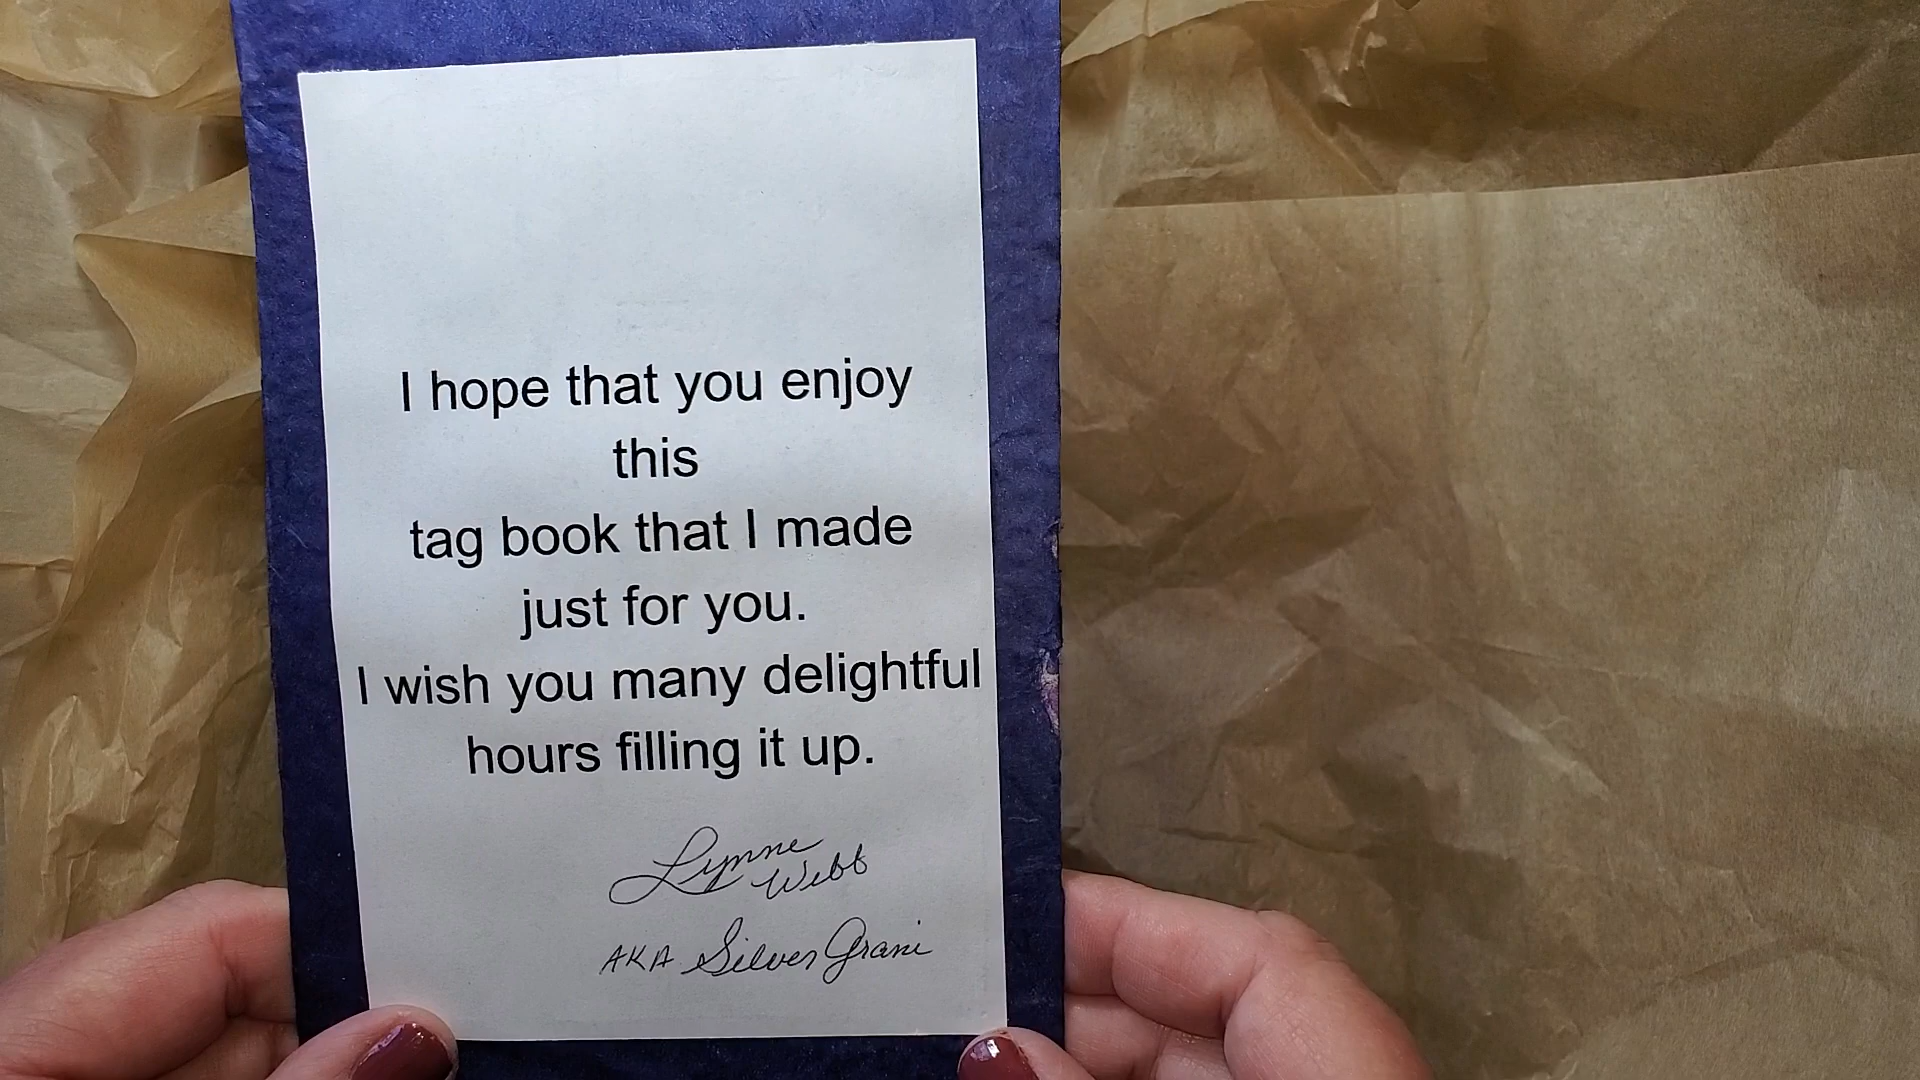 I hope that you enjoy
this
tag book that I made
just for you.
I wish you many delightful
hours filling it up.
Lynne
Webb
AKA Silver Grani